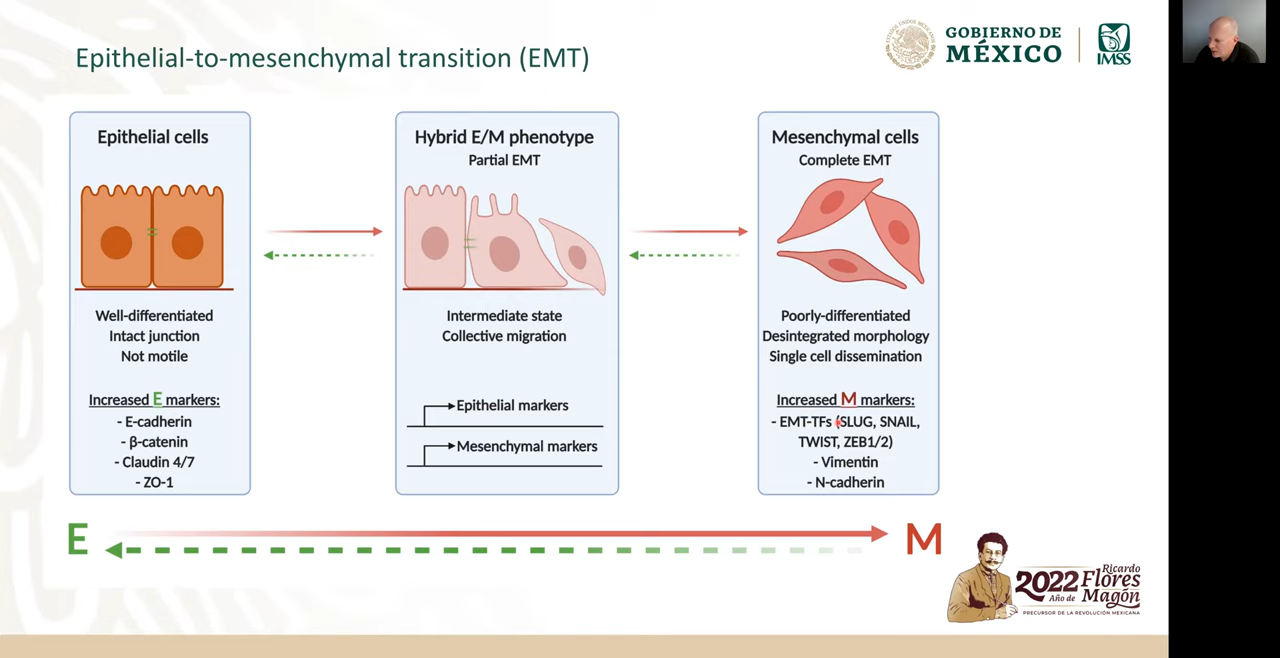 Epithelial-to-mesenchymal transition (EMT)
GOBIERNO DE
MÉXICO
IMSS
Epithelial cells
Well-differentiated
Intact junction
Not motile
Increased E markers:
- E-cadherin
- β-catenin
- Claudin 4/7
- ZO-1
Hybrid E/M phenotype
Partial EMT
Intermediate state
Collective migration
Epithelial markers
Mesenchymal markers
Mesenchymal cells
Complete EMT
Poorly-differentiated
Desintegrated morphology
Single cell dissemination
Increased M markers:
- EMT-TFs (SLUG, SNAIL,
TWIST, ZEB1/2)
- Vimentin
- N-cadherin
E
M
2022
Año de
Ricardo
Flores
Magón
PRECURSOR DE LA REVOLUCIÓN MEXICANA